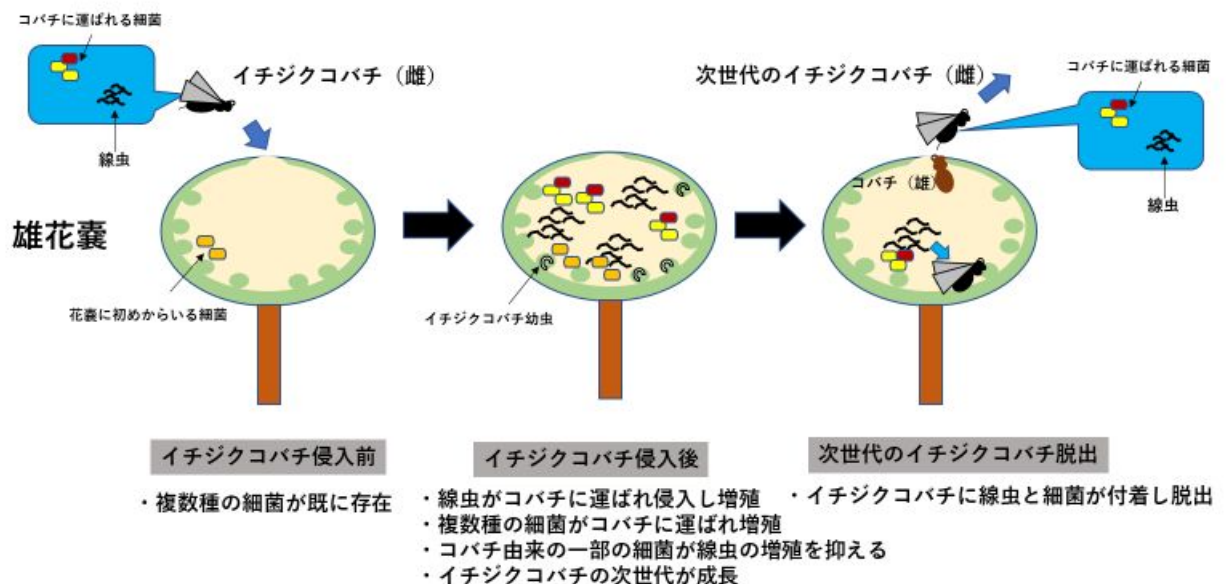 コバチに運ばれる細菌
イチジクコバチ（雌）
線虫
次世代のイチジクコバチ（雌）
コバチに運ばれる細菌
線虫
コバチ（雄）
雄花嚢
花嚢に初めからいる細菌
イチジクコバチ幼虫
イチジクコバチ侵入前
・複数種の細菌が既に存在
イチジクコバチ侵入後
・線虫がコバチに運ばれ侵入し増殖
・複数種の細菌がコバチに運ばれ増殖
・コバチ由来の一部の細菌が線虫の増殖を抑える
・イチジクコバチの次世代が成長
次世代のイチジクコバチ脱出
・イチジクコバチに線虫と細菌が付着し脱出